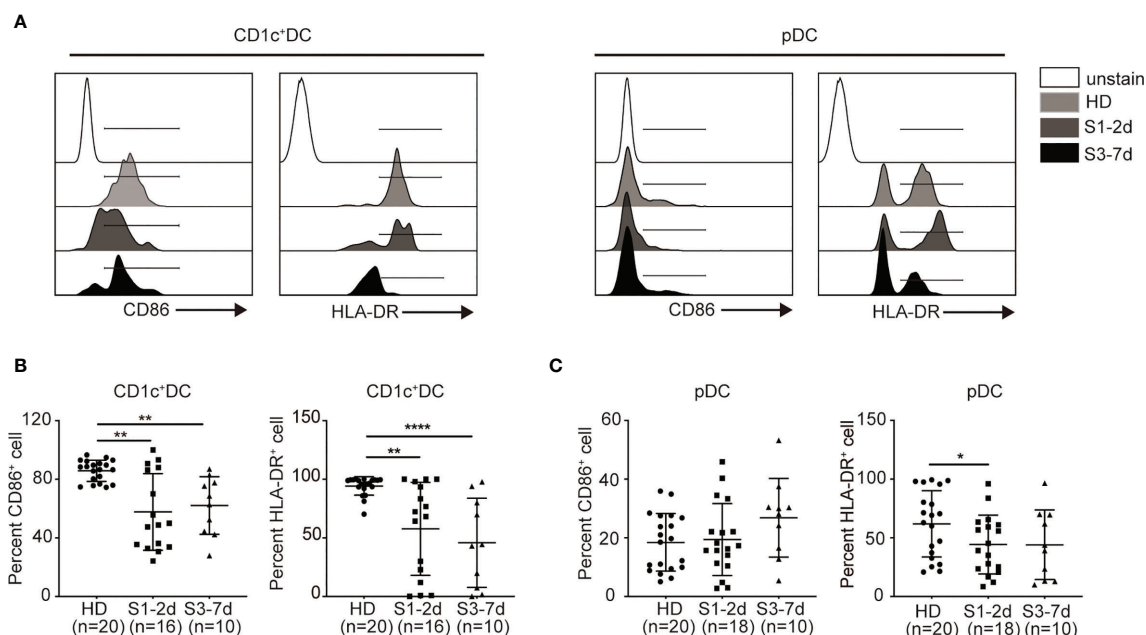 A
CD1c⁺DC
pDC
unstain
HD
S1-2d
S3-7d
CD86
HLA-DR
CD86
HLA-DR
B
CD1c⁺DC
Percent CD86⁺ cell
120
80
40
0
**
**
HD S1-2d S3-7d
(n=20) (n=16) (n=10)
CD1c⁺DC
Percent HLA-DR⁺ cell
150
100
50
0
****
**
HD S1-2d S3-7d
(n=20) (n=16) (n=10)
C
pDC
Percent CD86⁺ cell
60
40
20
0
HD S1-2d S3-7d
(n=20) (n=18) (n=10)
pDC
Percent HLA-DR⁺ cell
150
100
50
0
*
HD S1-2d S3-7d
(n=20) (n=18) (n=10)